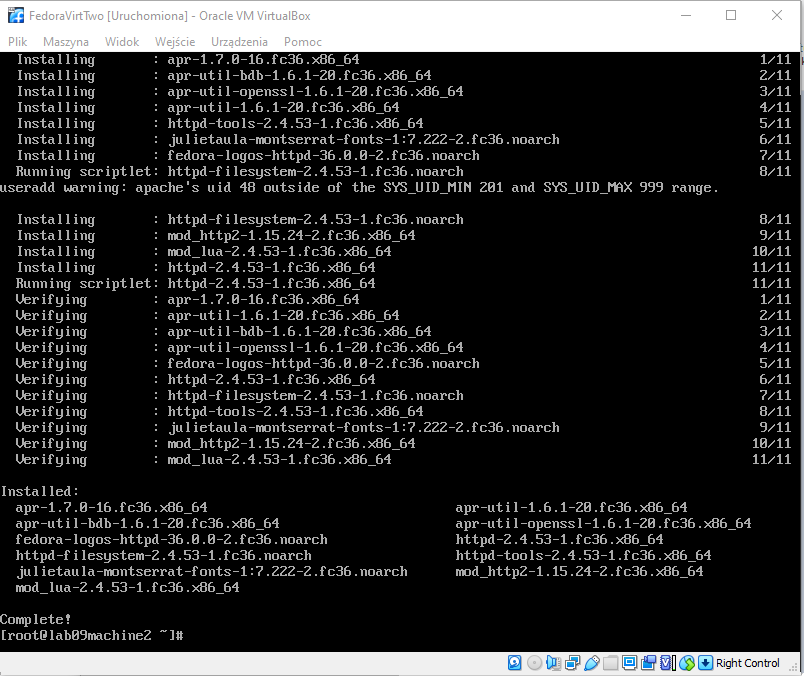 FedoraVirtTwo [Uruchomiona] - Oracle VM VirtualBox
Plik Maszyna Widok Wejście Urządzenia Pomoc
Installing : apr-1.7.0-16.fc36.x86_64 1/11
Installing : apr-util-bdb-1.6.1-20.fc36.x86_64 2/11
Installing : apr-util-openssl-1.6.1-20.fc36.x86_64 3/11
Installing : apr-util-1.6.1-20.fc36.x86_64 4/11
Installing : httpd-tools-2.4.53-1.fc36.x86_64 5/11
Installing : julietaula-montserrat-fonts-1:7.222-2.fc36.noarch 6/11
Installing : fedora-logos-httpd-36.0.0-2.fc36.noarch 7/11
Running scriptlet: httpd-filesystem-2.4.53-1.fc36.noarch 8/11
useradd warning: apache's uid 48 outside of the SYS_UID_MIN 201 and SYS_UID_MAX 999 range.
Installing : httpd-filesystem-2.4.53-1.fc36.noarch 8/11
Installing : mod_http2-1.15.24-2.fc36.x86_64 9/11
Installing : mod_lua-2.4.53-1.fc36.x86_64 10/11
Installing : httpd-2.4.53-1.fc36.x86_64 11/11
Running scriptlet: httpd-2.4.53-1.fc36.x86_64 11/11
Verifying : apr-1.7.0-16.fc36.x86_64 1/11
Verifying : apr-util-1.6.1-20.fc36.x86_64 2/11
Verifying : apr-util-bdb-1.6.1-20.fc36.x86_64 3/11
Verifying : apr-util-openssl-1.6.1-20.fc36.x86_64 4/11
Verifying : fedora-logos-httpd-36.0.0-2.fc36.noarch 5/11
Verifying : httpd-2.4.53-1.fc36.x86_64 6/11
Verifying : httpd-filesystem-2.4.53-1.fc36.noarch 7/11
Verifying : httpd-tools-2.4.53-1.fc36.x86_64 8/11
Verifying : julietaula-montserrat-fonts-1:7.222-2.fc36.noarch 9/11
Verifying : mod_http2-1.15.24-2.fc36.x86_64 10/11
Verifying : mod_lua-2.4.53-1.fc36.x86_64 11/11
Installed:
apr-1.7.0-16.fc36.x86_64 apr-util-1.6.1-20.fc36.x86_64
apr-util-bdb-1.6.1-20.fc36.x86_64 apr-util-openssl-1.6.1-20.fc36.x86_64
fedora-logos-httpd-36.0.0-2.fc36.noarch httpd-2.4.53-1.fc36.x86_64
httpd-filesystem-2.4.53-1.fc36.noarch httpd-tools-2.4.53-1.fc36.x86_64
julietaula-montserrat-fonts-1:7.222-2.fc36.noarch mod_http2-1.15.24-2.fc36.x86_64
mod_lua-2.4.53-1.fc36.x86_64
Complete!
[root@lab09machine2 ~]#
Right Control